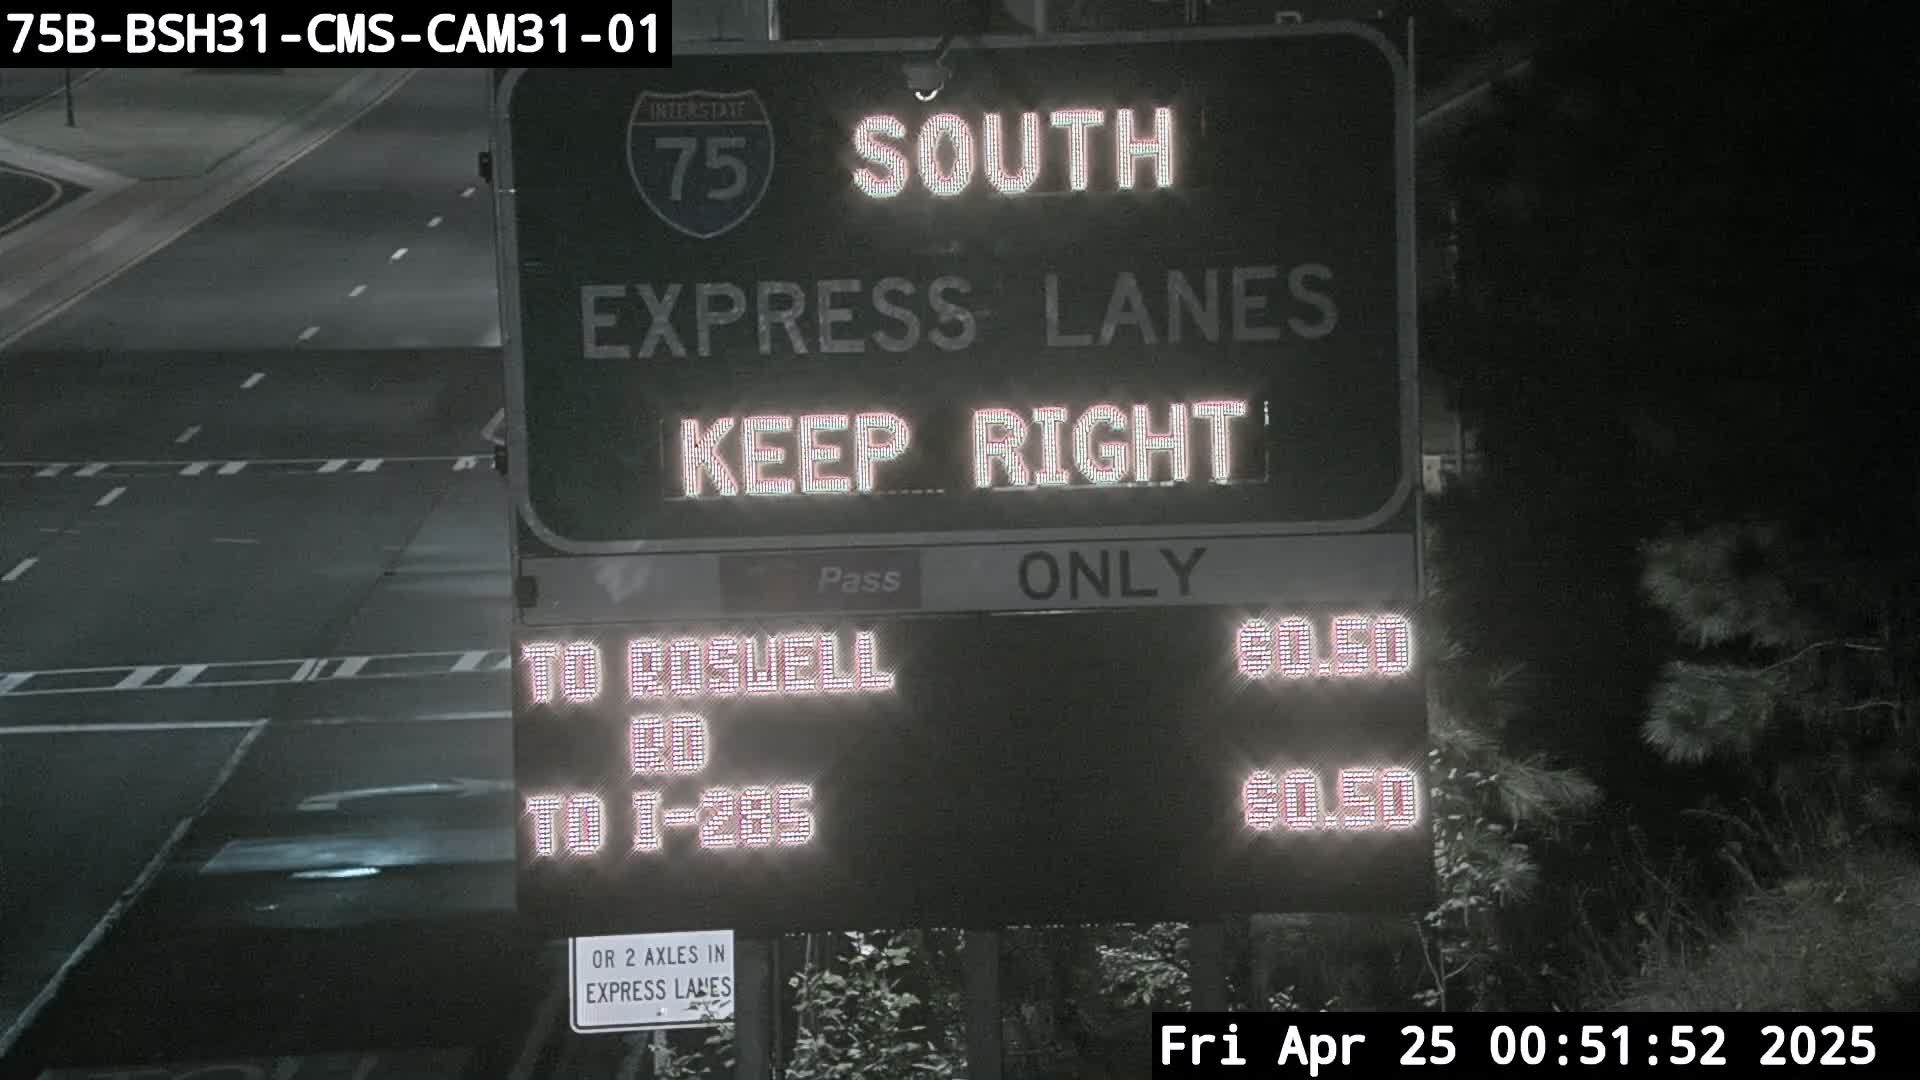 75B-BSH31-CMS-CAM31-01
INTERSTATE
75
SOUTH
EXPRESS LANES
KEEP RIGHT
Pass ONLY
TO ROSWELL $0.50
RD
TO I-285 $0.50
OR 2 AXLES IN
EXPRESS LANES
Fri Apr 25 00:51:52 2025